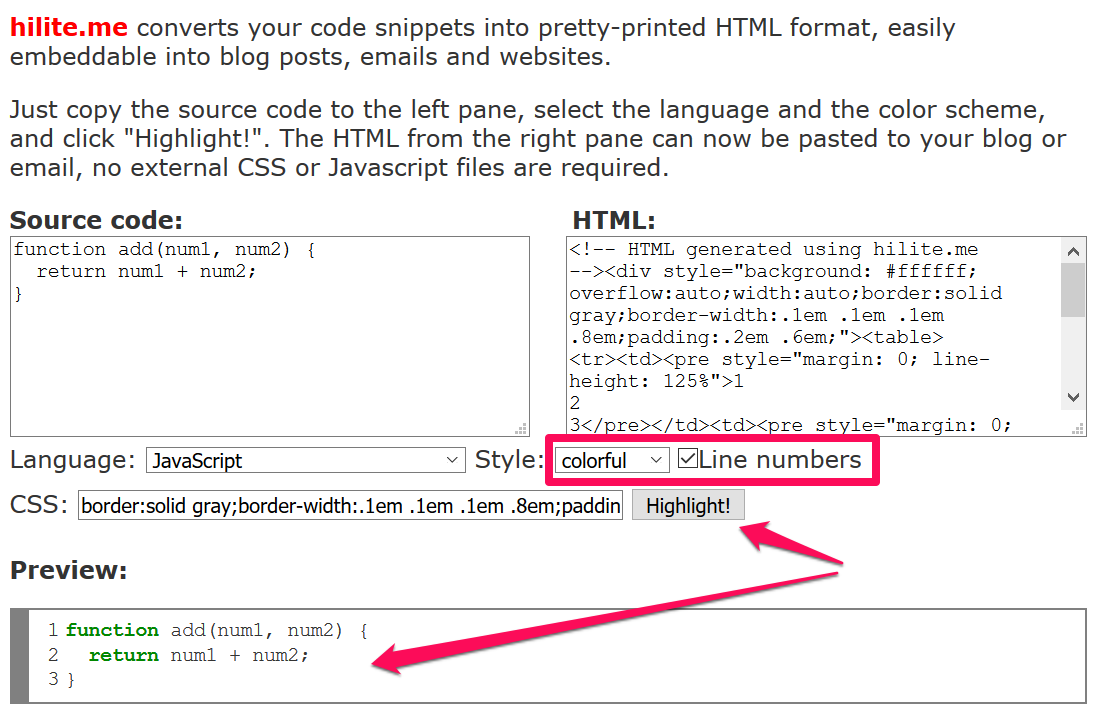 hilite.me converts your code snippets into pretty-printed HTML format, easily
embeddable into blog posts, emails and websites.
Just copy the source code to the left pane, select the language and the color scheme,
and click "Highlight!". The HTML from the right pane can now be pasted to your blog or
email, no external CSS or Javascript files are required.
Source code:
function add(num1, num2) {
  return num1 + num2;
}
HTML:
<!-- HTML generated using hilite.me
--><div style="background: #ffffff;
overflow:auto;width:auto;border:solid
gray;border-width:.1em .1em .1em
.8em;padding:.2em .6em;"><table>
<tr><td><pre style="margin: 0; line-
height: 125%">1
2
3</pre></td><td><pre style="margin: 0;
Language: JavaScript Style: colorful Line numbers
CSS: border:solid gray;border-width:.1em .1em .1em .8em;paddin Highlight!
Preview:
1 function add(num1, num2) {
2   return num1 + num2;
3 }